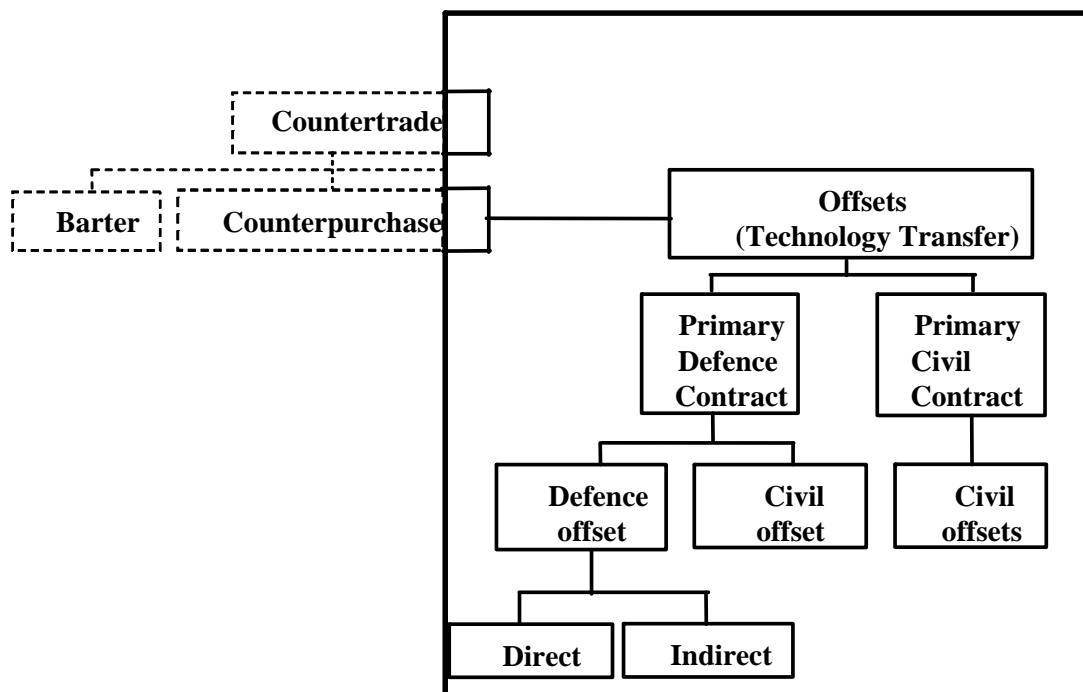 Countertrade
Barter
Counterpurchase
Offsets
(Technology Transfer)
Primary
Defence
Contract
Primary
Civil
Contract
Defence
offset
Civil
offset
Civil
offsets
Direct
Indirect